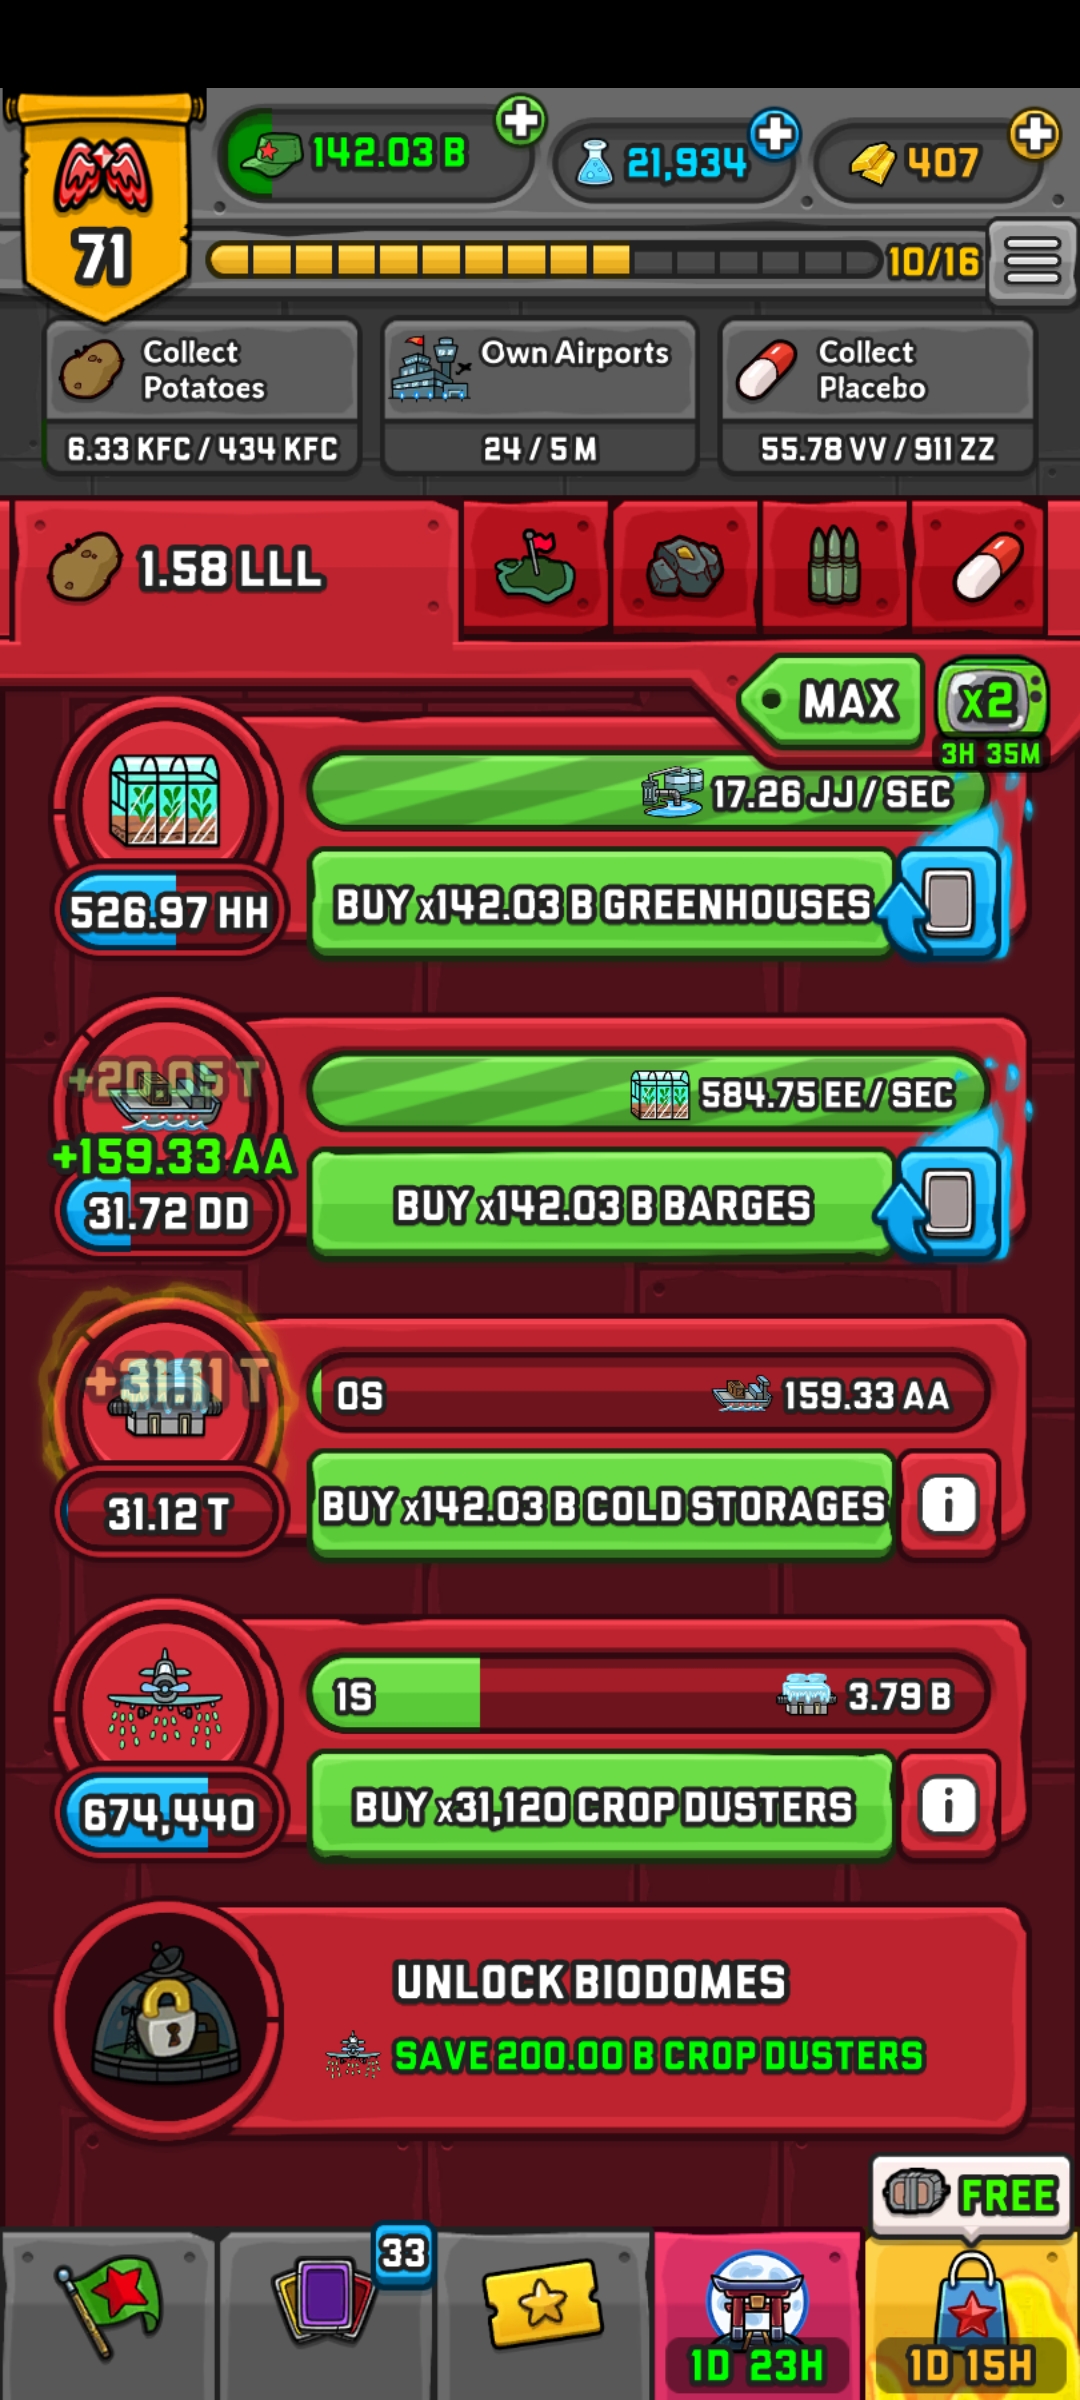 142.03 B
21,934
407
71
10/16
Collect
Potatoes
6.33 KFC / 434 KFC
Own Airports
24 / 5 M
Collect
Placebo
55.78 VV / 911 ZZ
1.58 LLL
MAX
x2
3H 35M
17.26 JJ / SEC
526.97 HH
BUY x142.03 B GREENHOUSES
+20.05 T
+159.33 AA
31.72 DD
584.75 EE / SEC
BUY x142.03 B BARGES
+31.11 T
31.12 T
0S
159.33 AA
BUY x142.03 B COLD STORAGES
i
1S
3.79 B
674,440
BUY x31,120 CROP DUSTERS
i
UNLOCK BIODOMES
SAVE 200.00 B CROP DUSTERS
FREE
33
1D 23H
1D 15H